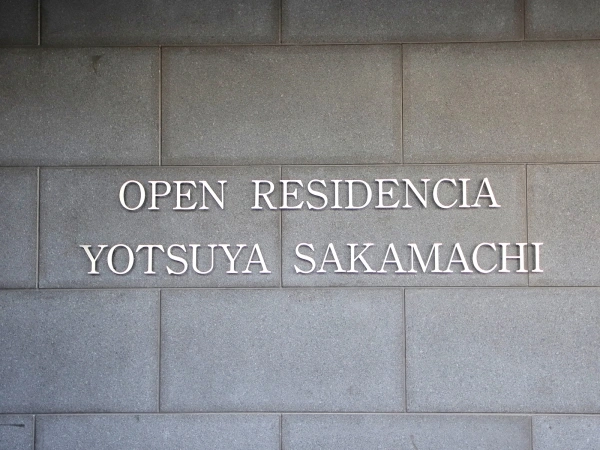 OPEN RESIDENCIA
YOTSUYA SAKAMACHI